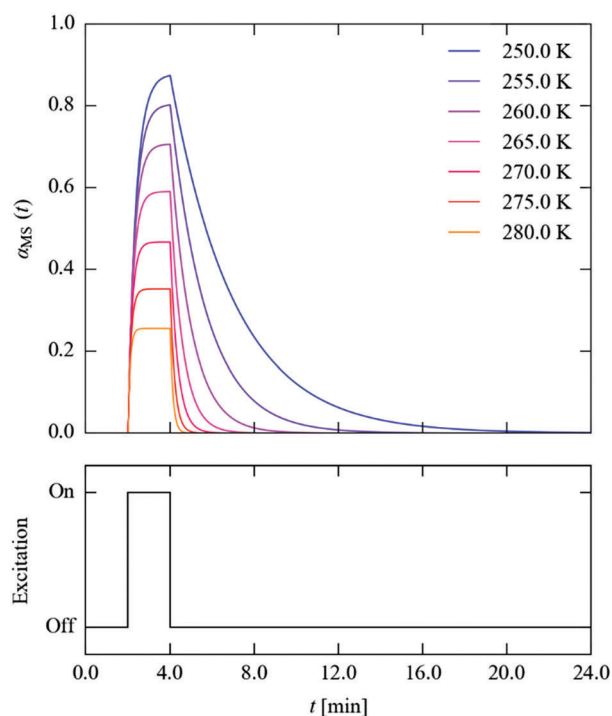 1.0
0.8
0.6
0.4
0.2
0.0
α_MS (t)
250.0 K
255.0 K
260.0 K
265.0 K
270.0 K
275.0 K
280.0 K
On
Off
Excitation
0.0 4.0 8.0 12.0 16.0 20.0 24.0
t [min]